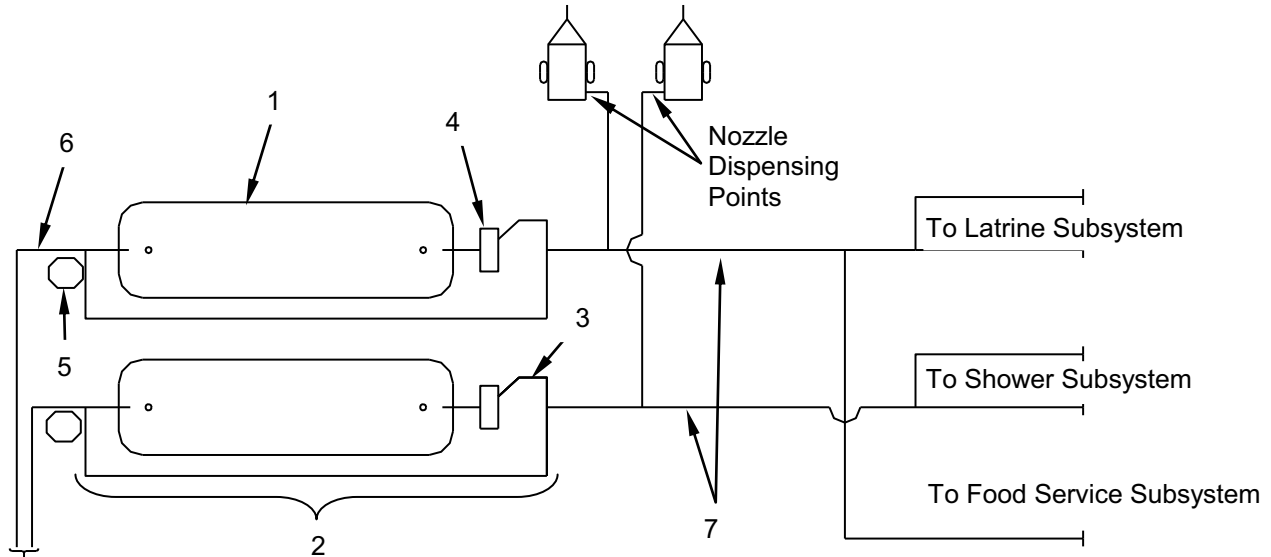 1
4
6
Nozzle
Dispensing
Points
To Latrine Subsystem
3
5
To Shower Subsystem
To Food Service Subsystem
7
2